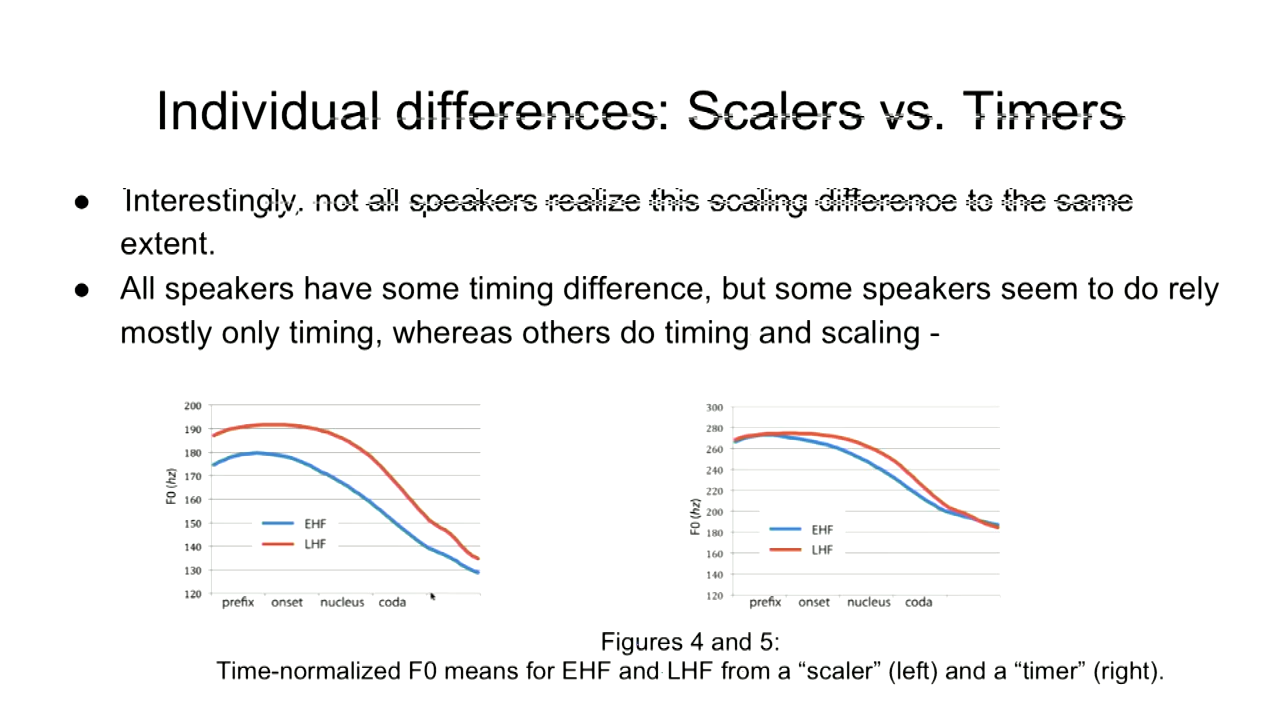 Individual differences: Scalers vs. Timers
● Interestingly, not all speakers realize this scaling difference to the same
extent.
● All speakers have some timing difference, but some speakers seem to do rely
mostly only timing, whereas others do timing and scaling -
200
190
180
170
160
150
140
130
120
F0 (hz)
EHF
LHF
prefix onset nucleus coda
300
280
260
240
220
200
180
160
140
120
F0 (hz)
EHF
LHF
prefix onset nucleus coda
Figures 4 and 5:
Time-normalized F0 means for EHF and LHF from a “scaler” (left) and a “timer” (right).